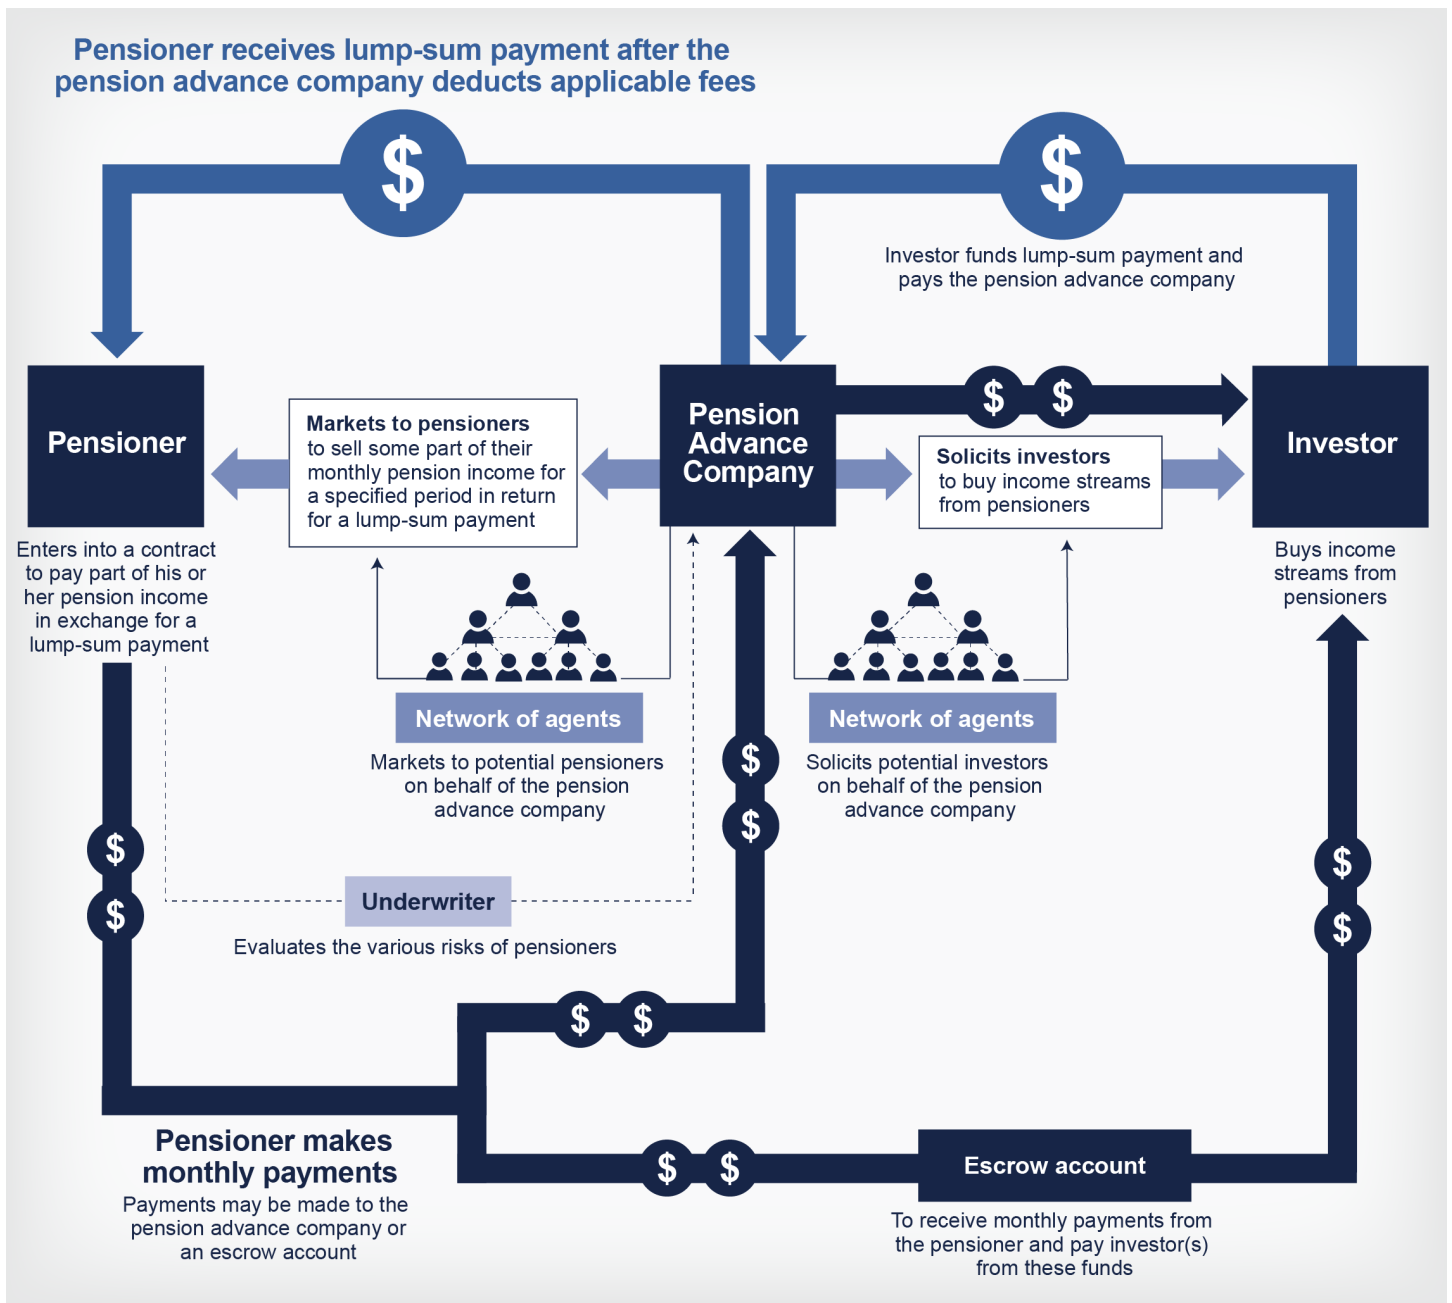 Pensioner receives lump-sum payment after the
pension advance company deducts applicable fees
$
$
Investor funds lump-sum payment and
pays the pension advance company
Pensioner
Markets to pensioners
to sell some part of their
monthly pension income for
a specified period in return
for a lump-sum payment
Pension
Advance
Company
$ $
Solicits investors
to buy income streams
from pensioners
Investor
Enters into a contract
to pay part of his or
her pension income
in exchange for a
lump-sum payment
Buys income
streams from
pensioners
Network of agents
Markets to potential pensioners
on behalf of the pension
advance company
$
$
Network of agents
Solicits potential investors
on behalf of the pension
advance company
$
$
Underwriter
Evaluates the various risks of pensioners
$
$
$ $
Pensioner makes
monthly payments
Payments may be made to the
pension advance company or
an escrow account
$ $
Escrow account
To receive monthly payments from
the pensioner and pay investor(s)
from these funds